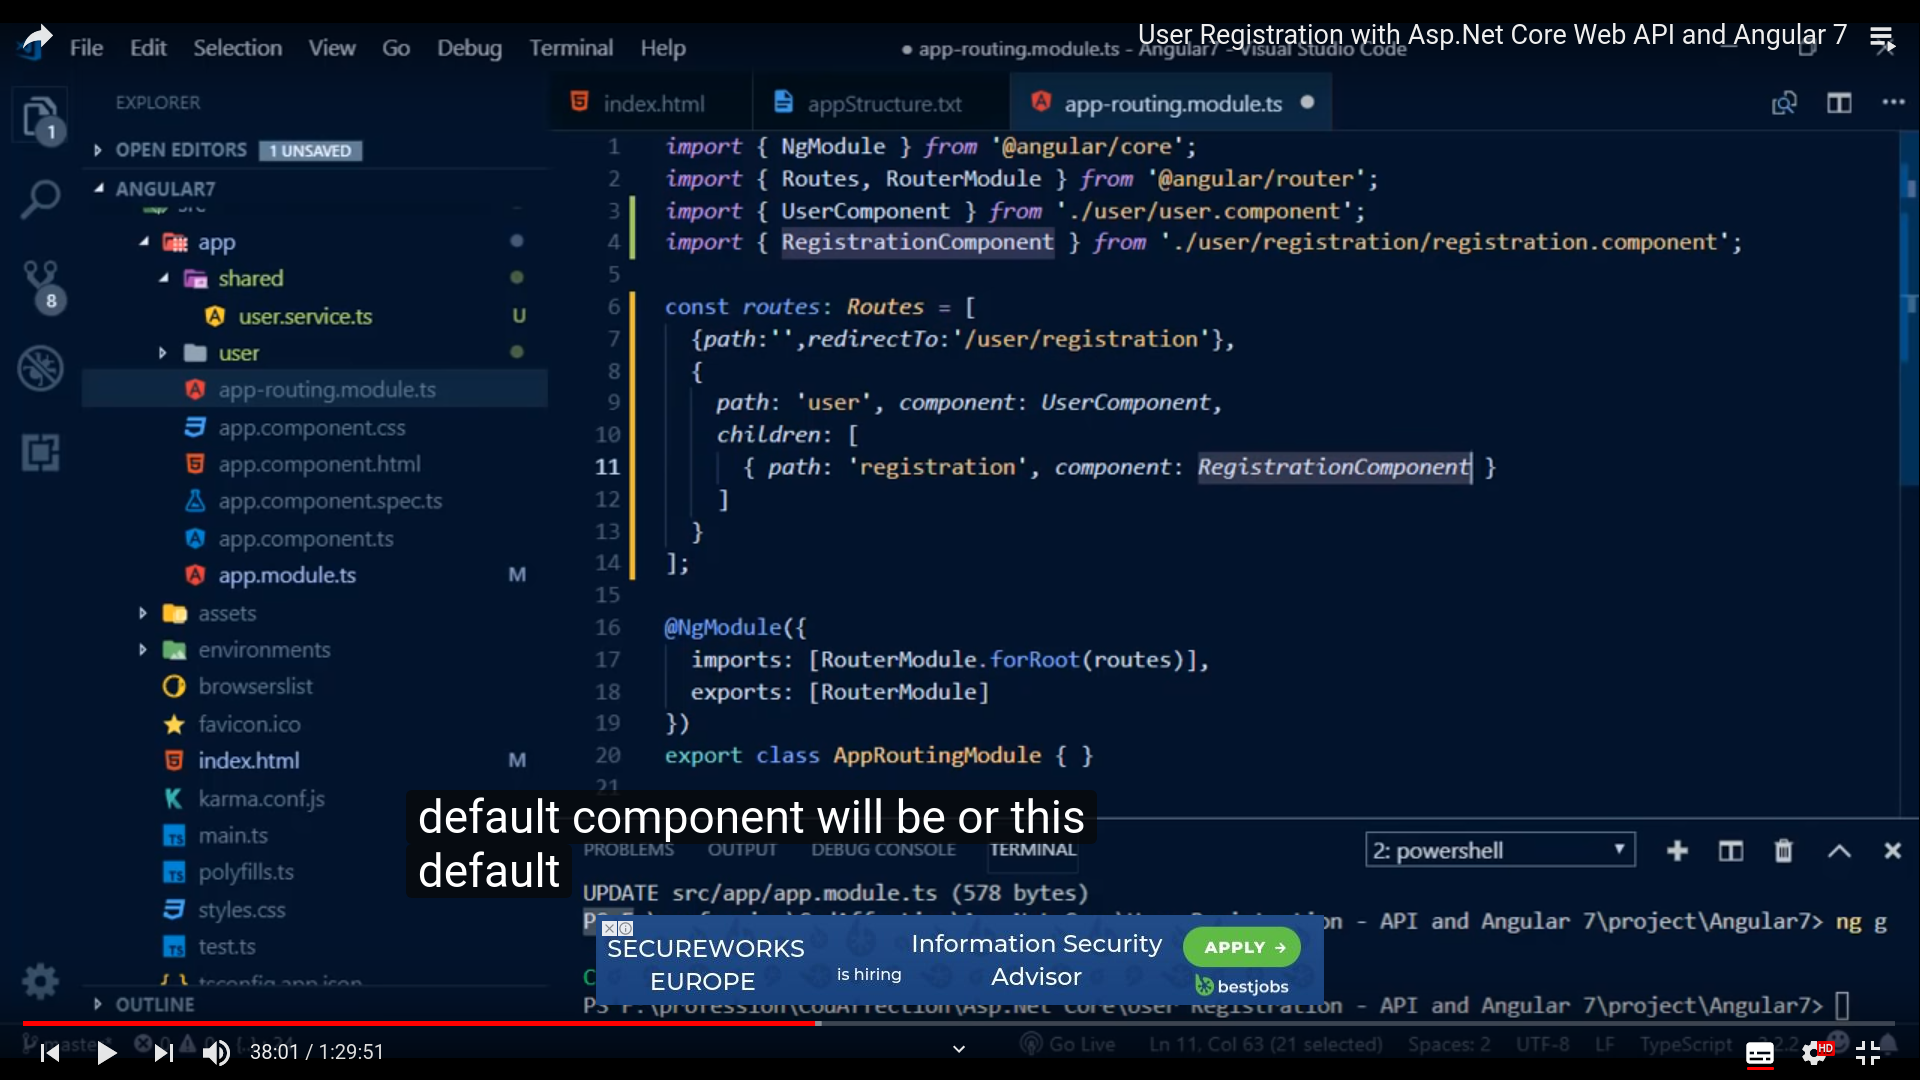 File Edit Selection View Go Debug Terminal Help
● app-routing.module.ts - Angular7 - Visual Studio Code
User Registration with Asp.Net Core Web API and Angular 7
EXPLORER
index.html
appStructure.txt
app-routing.module.ts
1
OPEN EDITORS 1 UNSAVED
ANGULAR7
src
app
shared
user.service.ts U
user
app-routing.module.ts
app.component.css
app.component.html
app.component.spec.ts
app.component.ts
app.module.ts M
assets
environments
browserslist
favicon.ico
index.html M
karma.conf.js
main.ts
polyfills.ts
styles.css
test.ts
tsconfig.app.json
OUTLINE
8
1 import { NgModule } from '@angular/core';
2 import { Routes, RouterModule } from '@angular/router';
3 import { UserComponent } from './user/user.component';
4 import { RegistrationComponent } from './user/registration/registration.component';
5
6 const routes: Routes = [
7 {path:'',redirectTo:'/user/registration'},
8 {
9 path: 'user', component: UserComponent,
10 children: [
11 { path: 'registration', component: RegistrationComponent }
12 ]
13 }
14 ];
15
16 @NgModule({
17 imports: [RouterModule.forRoot(routes)],
18 exports: [RouterModule]
19 })
20 export class AppRoutingModule { }
21
default component will be or this
default
PROBLEMS OUTPUT DEBUG CONSOLE TERMINAL
2: powershell
UPDATE src/app/app.module.ts (578 bytes)
- API and Angular 7\project\Angular7> ng g
PS F:\profession\CodAffection\Asp.Net Core\User Registration - API and Angular 7\project\Angular7>
SECUREWORKS
EUROPE
is hiring
Information Security
Advisor
APPLY →
bestjobs
38:01 / 1:29:51
master
Go Live
Ln 11, Col 63 (21 selected)
Spaces: 2
UTF-8
LF
TypeScript
HD